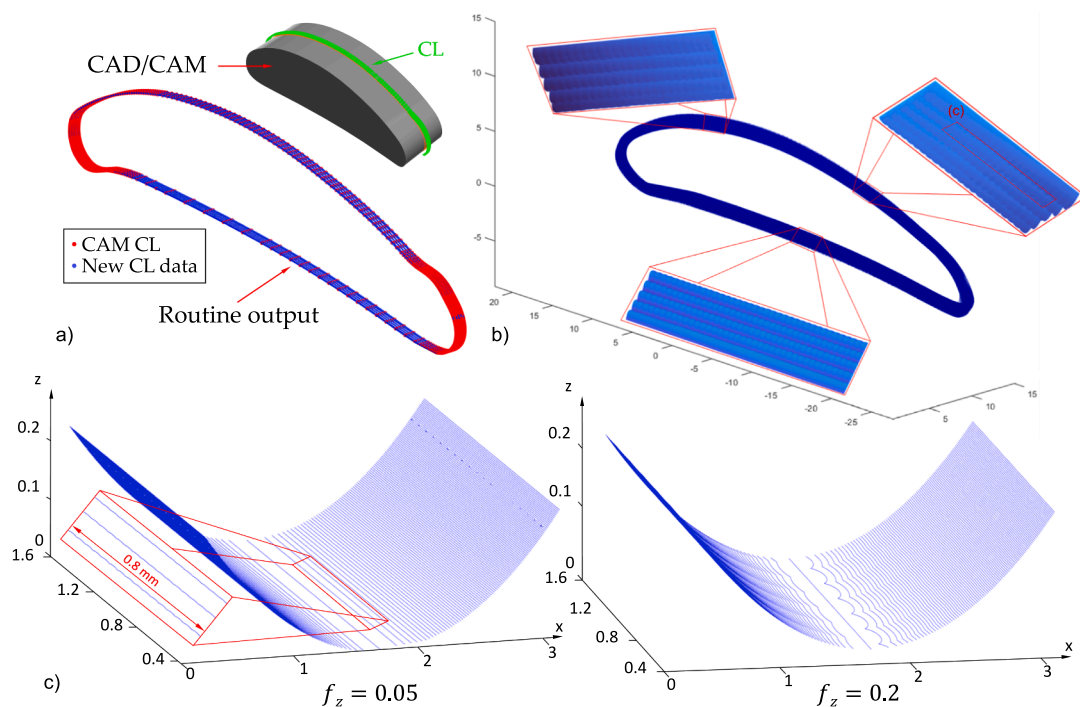 CL
CAD/CAM
CAM CL
New CL data
Routine output
a)
15
10
5
0
-5
(c)
20
15
10
5
0
-5
-10
-15
-20
-25
5
10
15
b)
z
0.2
0.1
0
1.6
1.2
0.8
0.4
0
1
2
3
x
0.8 mm
c)
f_z = 0.05
z
0.2
0.1
0
1.6
1.2
0.8
0.4
0
1
2
3
x
f_z = 0.2